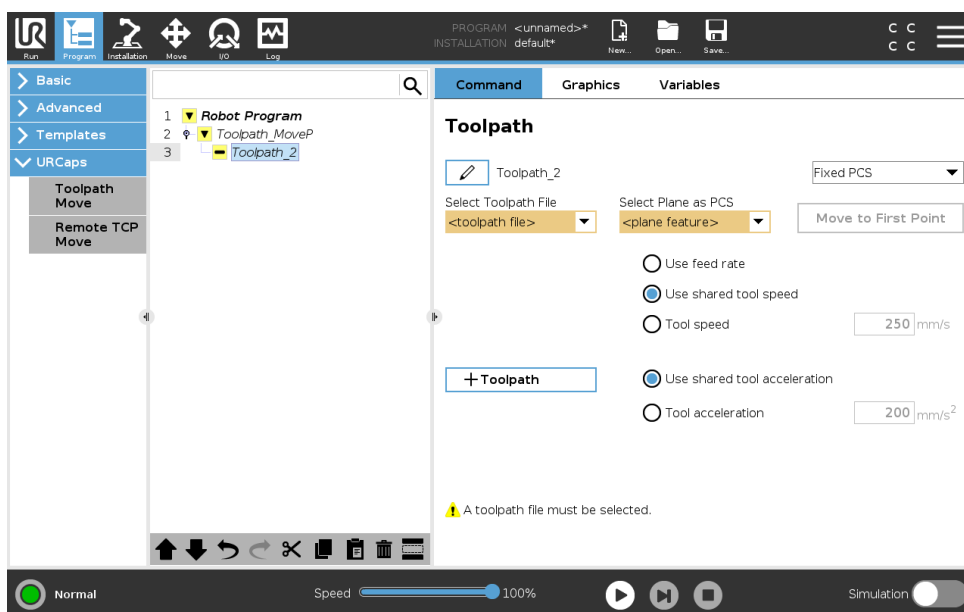 PROGRAM <unnamed>*
INSTALLATION default*
UR
Run
Program
Installation
Move
I/O
Log
New...
Open...
Save...
C C
C C
Basic
Advanced
Templates
URCaps
Toolpath
Move
Remote TCP
Move
1 Robot Program
2 Toolpath_MoveP
3 Toolpath_2
Command Graphics Variables
Toolpath
Toolpath_2
Fixed PCS
Select Toolpath File
<toolpath file>
Select Plane as PCS
<plane feature>
Move to First Point
Use feed rate
Use shared tool speed
Tool speed 250 mm/s
+Toolpath
Use shared tool acceleration
Tool acceleration 200 mm/s²
A toolpath file must be selected.
Normal
Speed 100%
Simulation